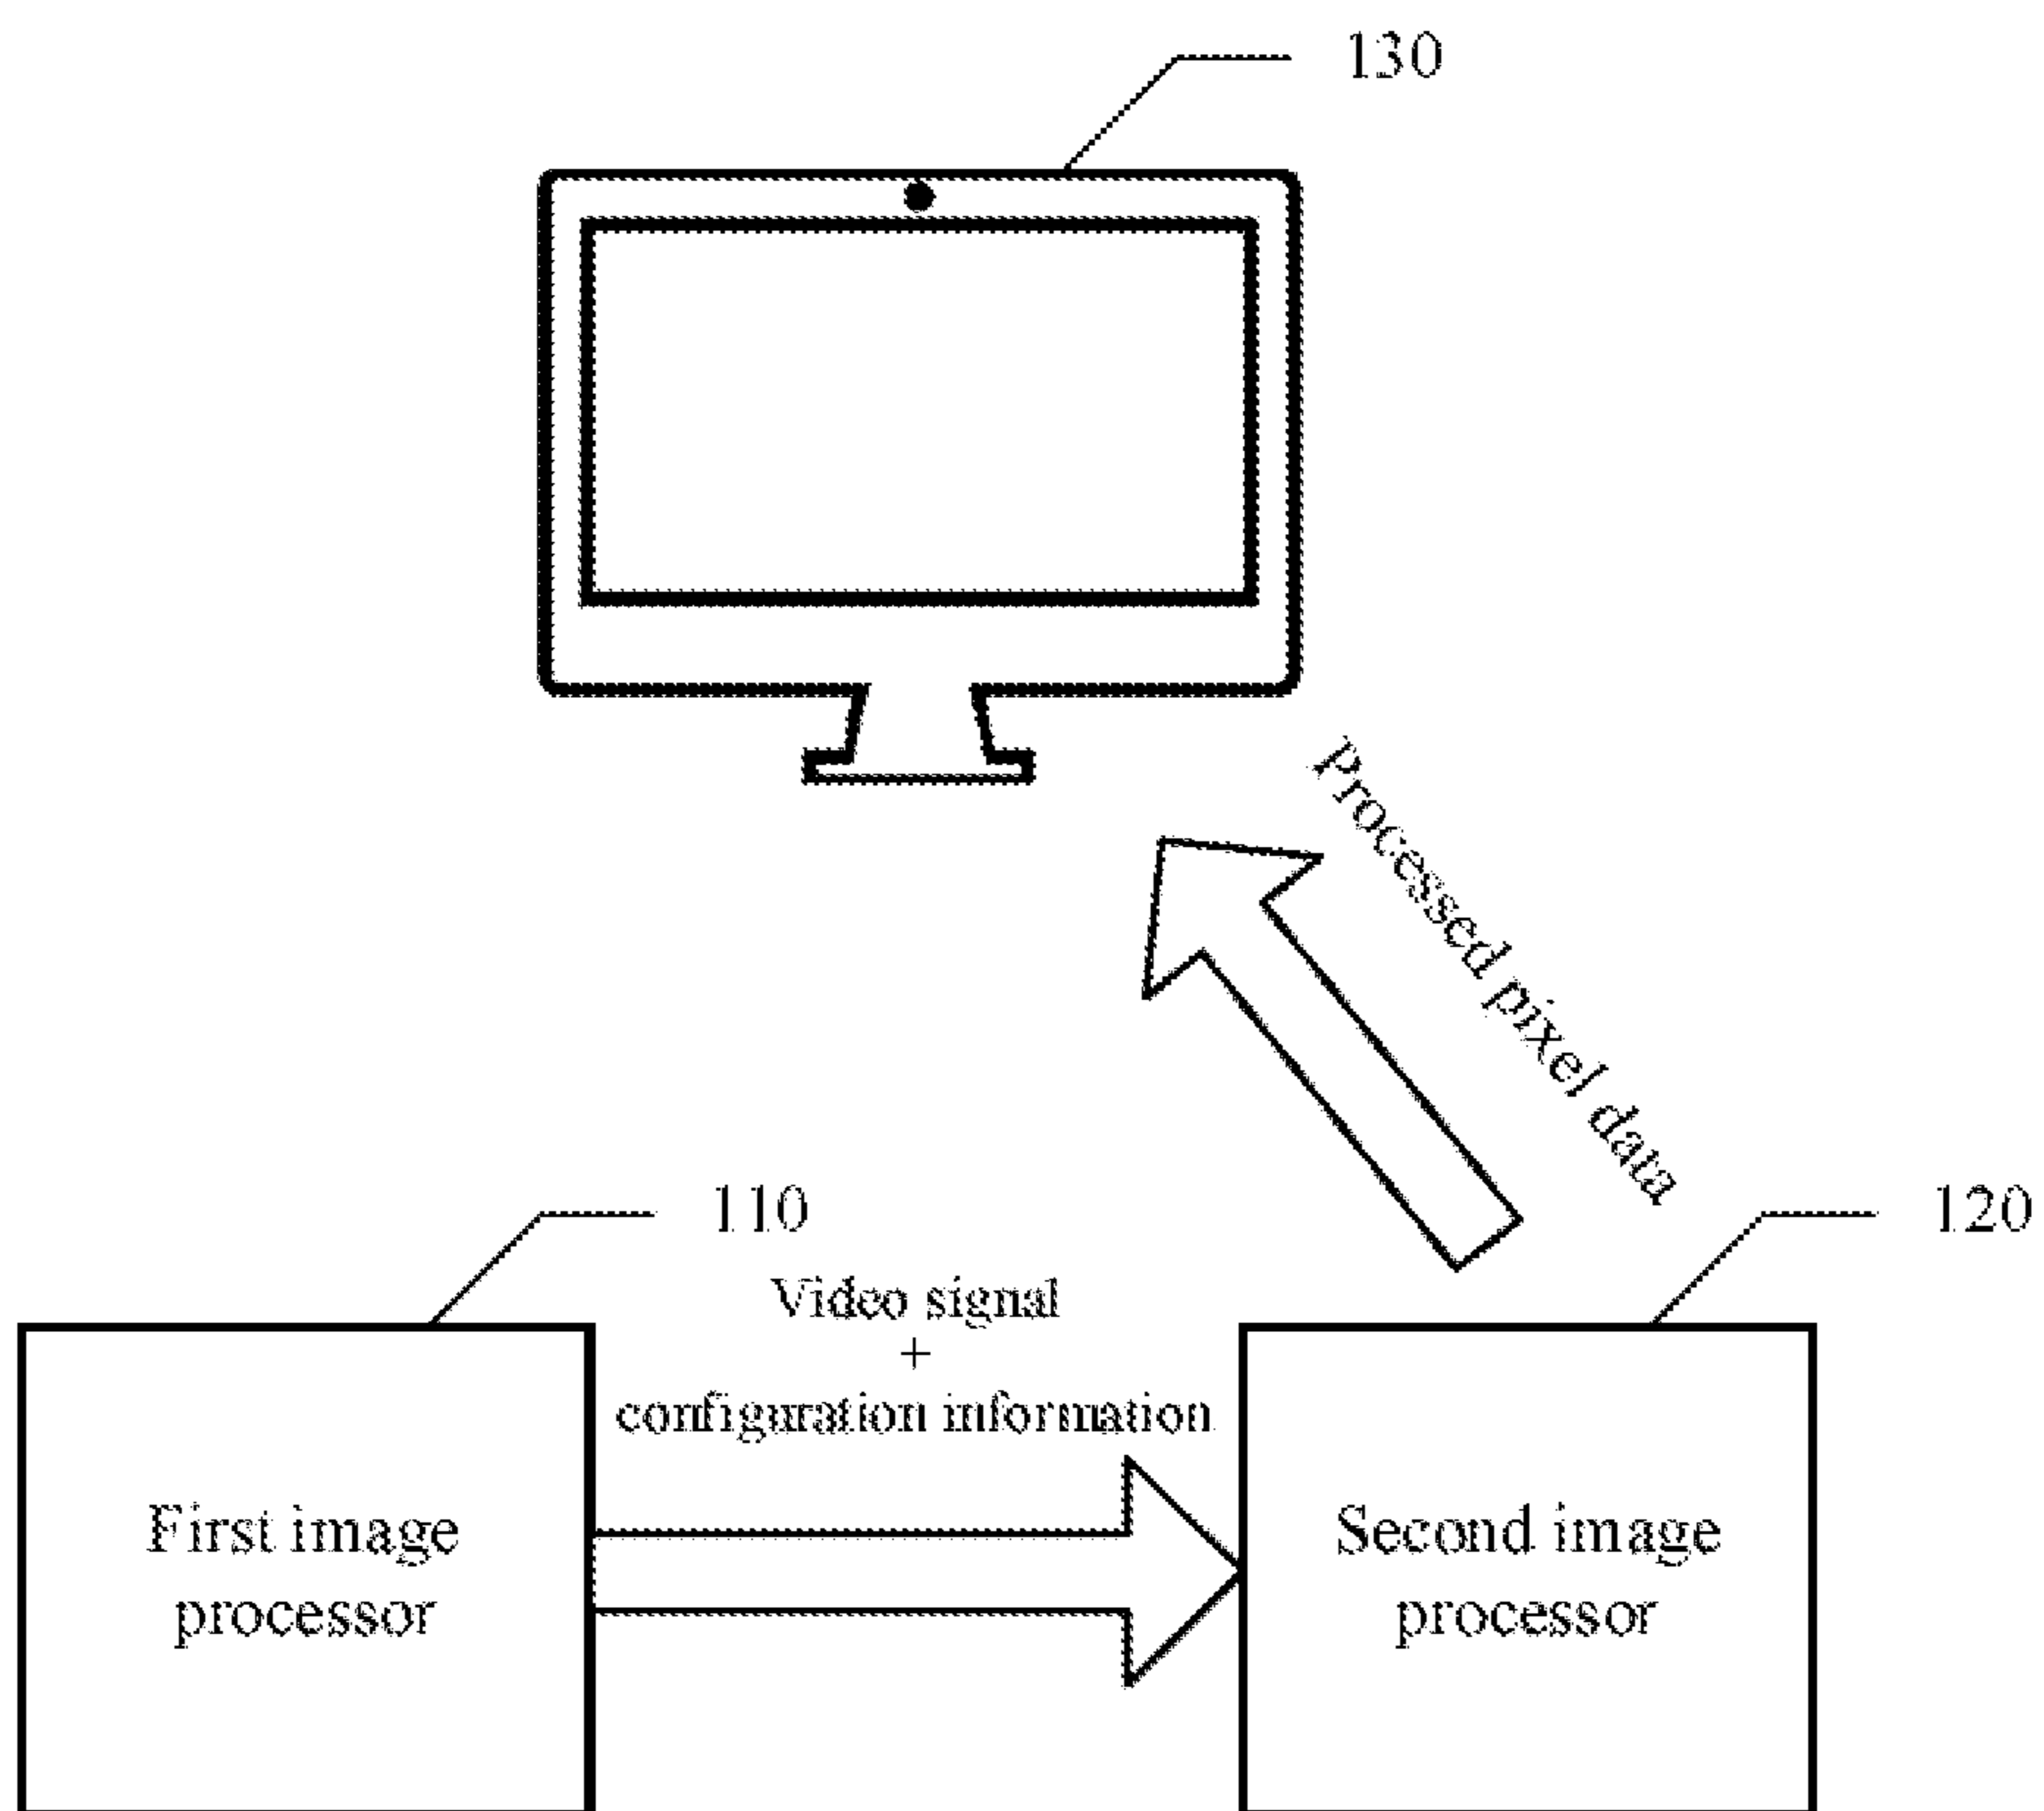 130
Processed pixel data
110
120
Video signal
+
configuration information
First image
processor
Second image
processor